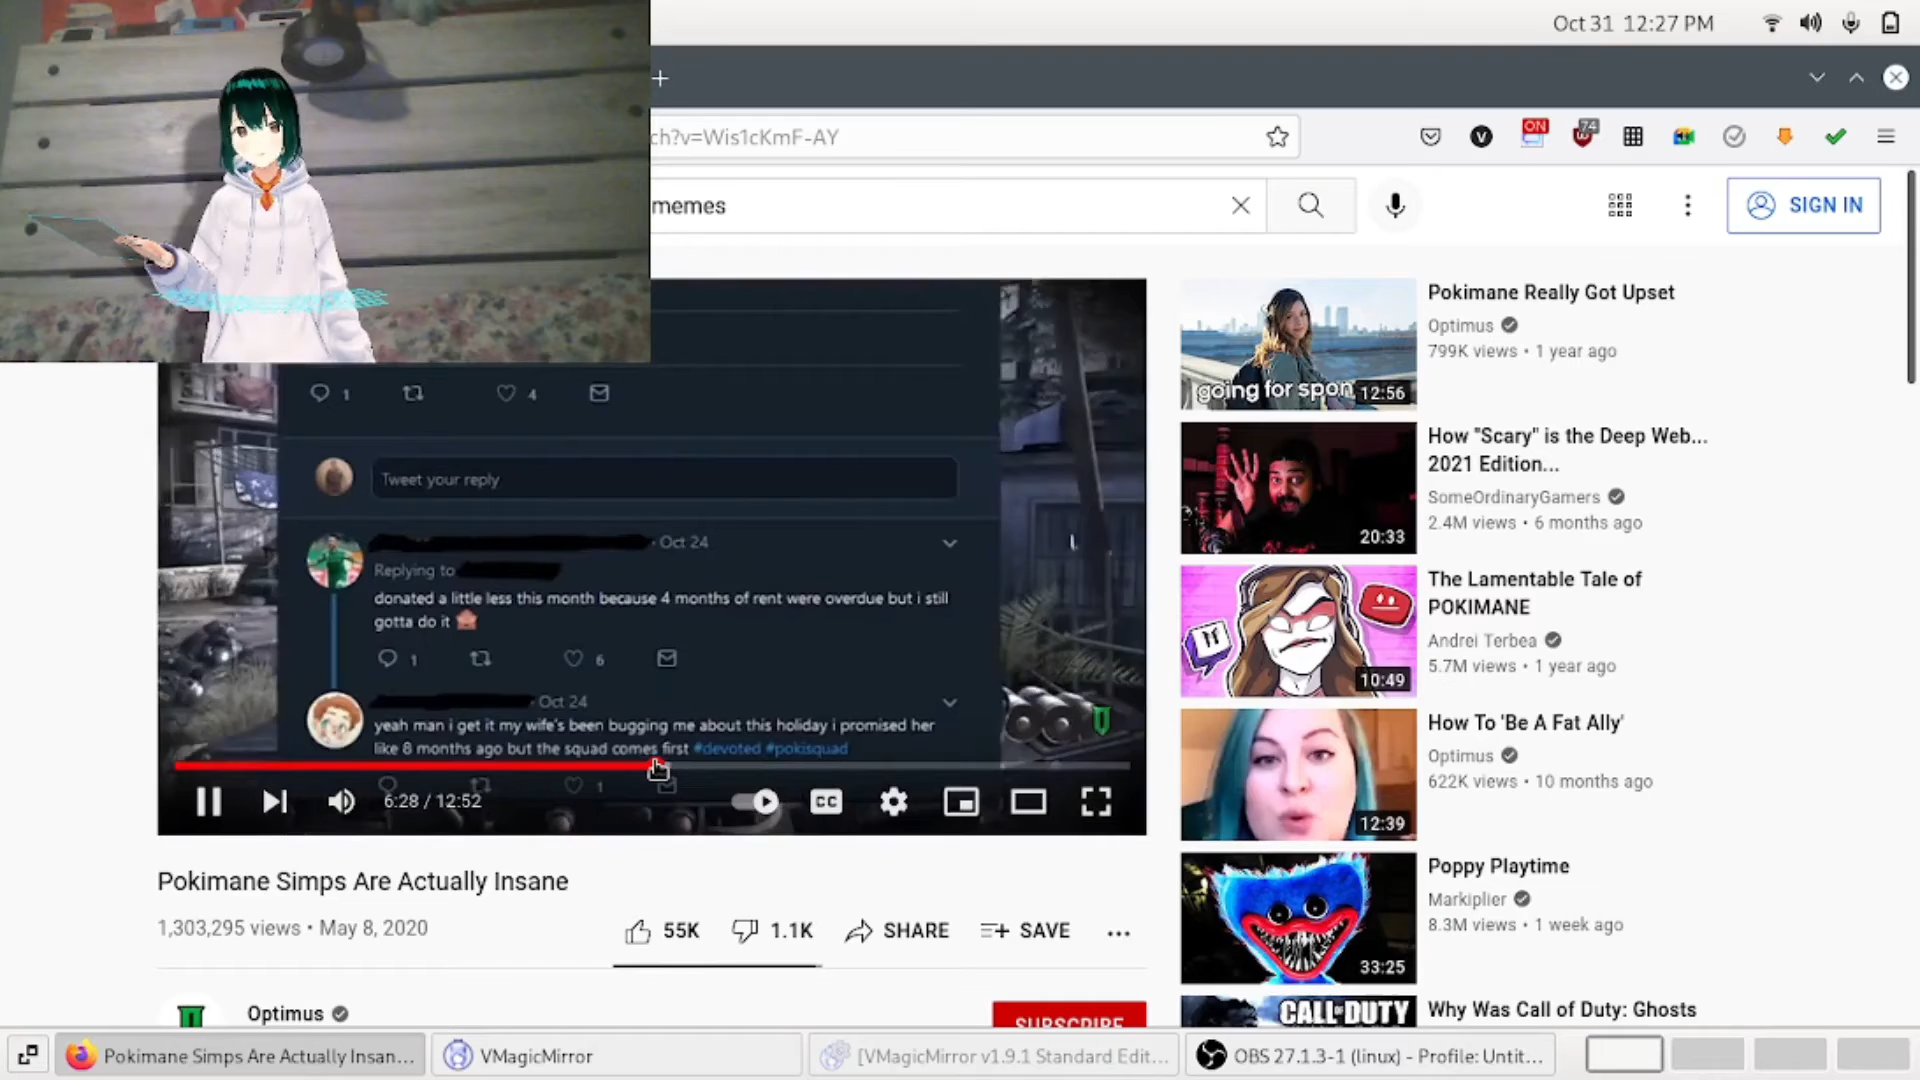 Oct 31 12:27 PM
ch?v=Wis1cKmF-AY
ON
74
memes
SIGN IN
1
4
Tweet your reply
· Oct 24
Replying to
donated a little less this month because 4 months of rent were overdue but i still
gotta do it
1
6
· Oct 24
yeah man i get it my wife's been bugging me about this holiday i promised her
like 8 months ago but the squad comes first #devoted #pokisquad
1
6:28 / 12:52
CC
Pokimane Simps Are Actually Insane
1,303,295 views • May 8, 2020
55K
1.1K
SHARE
SAVE
Optimus
SUBSCRIBE
going for spon
12:56
Pokimane Really Got Upset
Optimus
799K views • 1 year ago
20:33
How "Scary" is the Deep Web...
2021 Edition...
SomeOrdinaryGamers
2.4M views • 6 months ago
10:49
The Lamentable Tale of
POKIMANE
Andrei Terbea
5.7M views • 1 year ago
12:39
How To 'Be A Fat Ally'
Optimus
622K views • 10 months ago
33:25
Poppy Playtime
Markiplier
8.3M views • 1 week ago
CALL OF DUTY
Why Was Call of Duty: Ghosts
Pokimane Simps Are Actually Insan...
VMagicMirror
[VMagicMirror v1.9.1 Standard Edit...
OBS 27.1.3-1 (linux) - Profile: Untit...